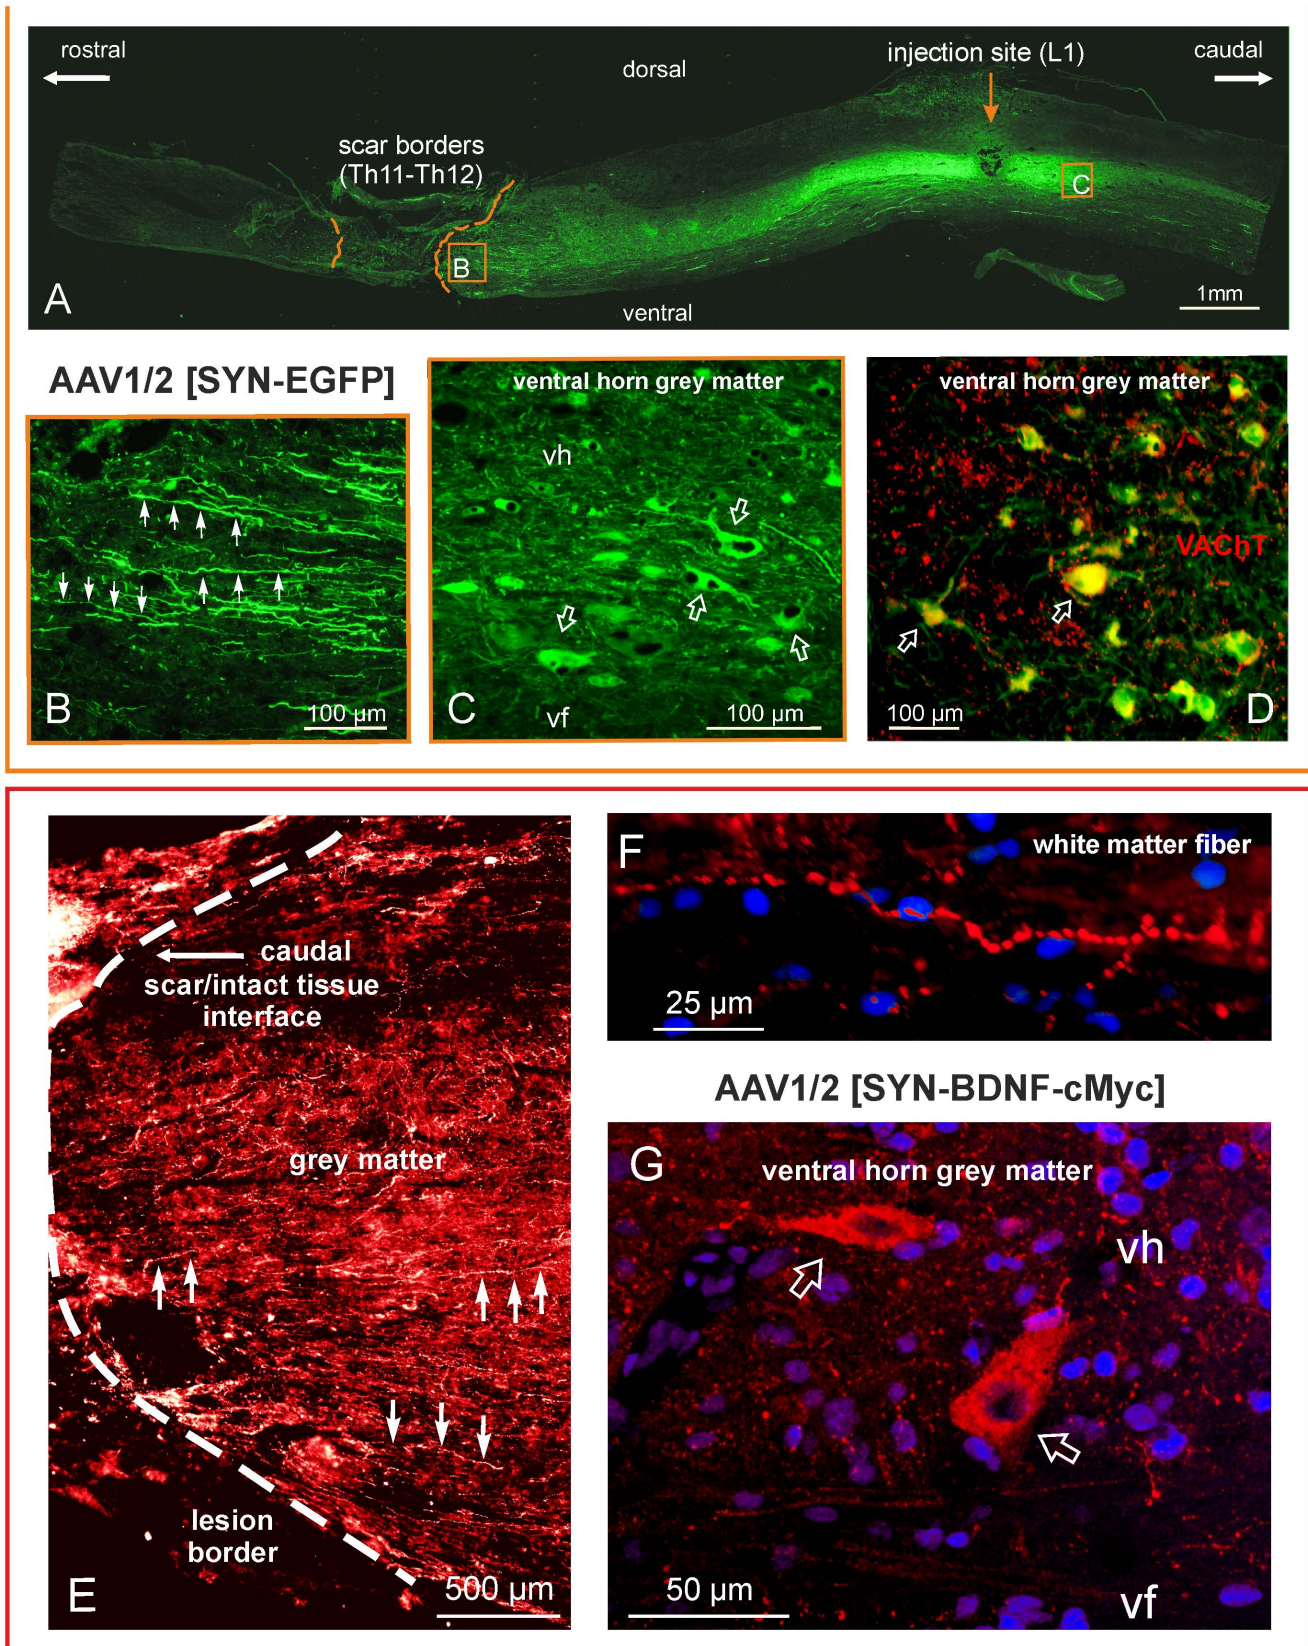 rostral
dorsal
injection site (L1)
caudal
scar borders
(Th11-Th12)
B
C
A
ventral
1mm
AAV1/2 [SYN-EGFP]
B
100 µm
ventral horn grey matter
vh
C
vf
100 µm
ventral horn grey matter
VAChT
100 µm
D
caudal
scar/intact tissue
interface
grey matter
lesion
border
E
500 µm
F
white matter fiber
25 µm
AAV1/2 [SYN-BDNF-cMyc]
G
ventral horn grey matter
vh
50 µm
vf